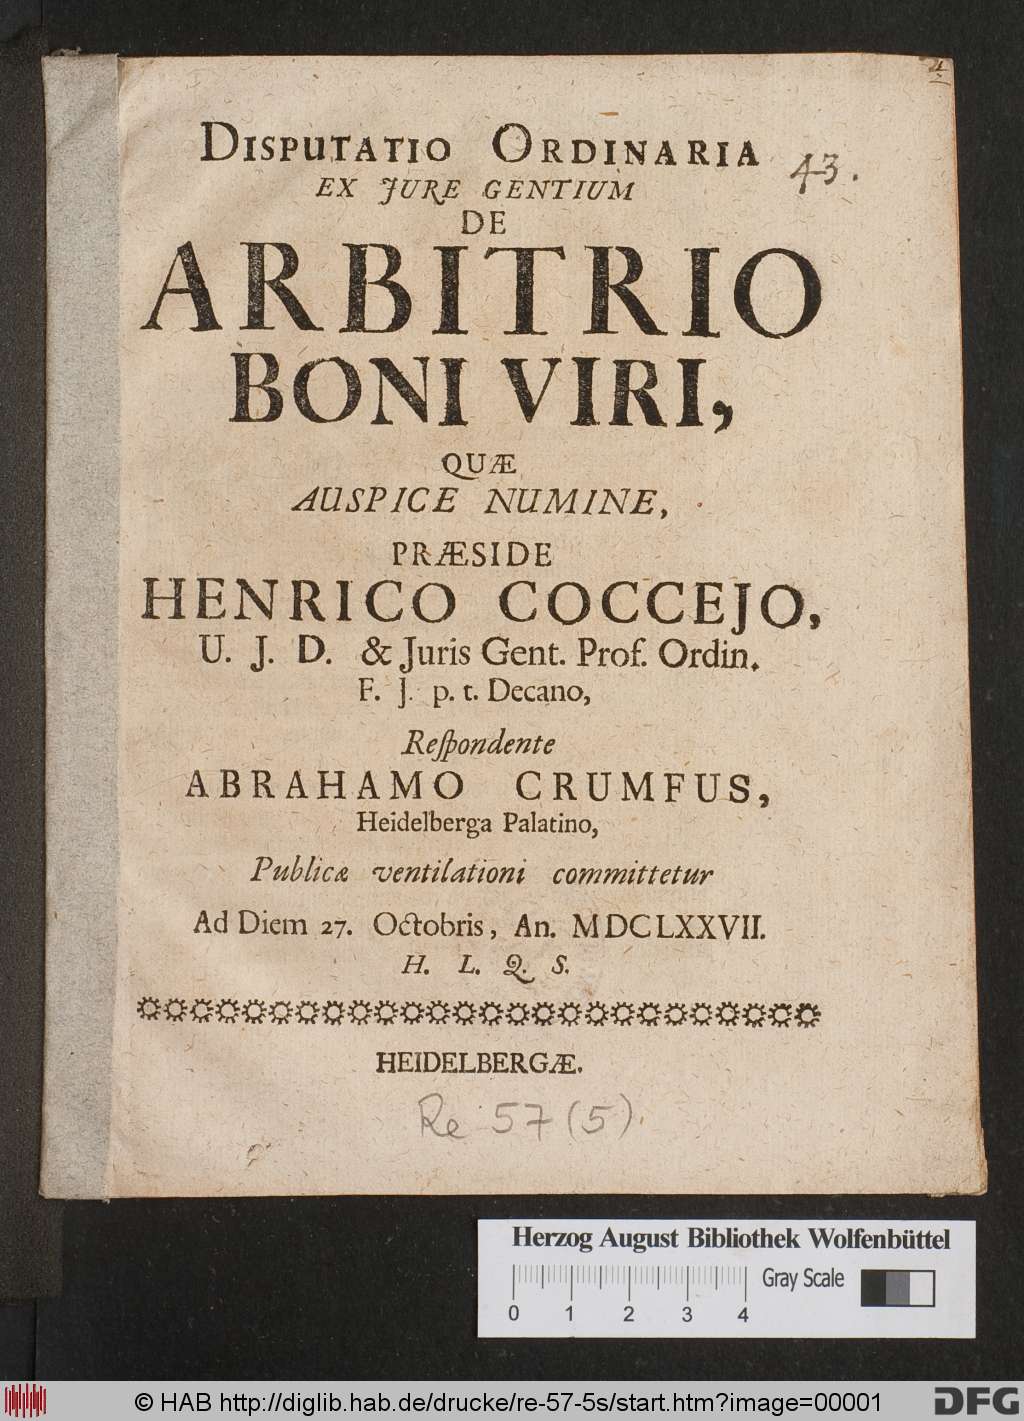 DISPUTATIO ORDINARIA
43.
EX JURE GENTIUM
DE
ARBITRIO
BONI VIRI,
QUÆ
AUSPICE NUMINE,
PRÆSIDE
HENRICO COCCEJO,
U. J. D. & Juris Gent. Prof. Ordin.
F. J. p. t. Decano,
Reſpondente
ABRAHAMO CRUMFUS,
Heidelberga Palatino,
Publicæ ventilationi committetur
Ad Diem 27. Octobris, An. MDCLXXVII.
H. L. Q. S.
HEIDELBERGÆ.
Re 57 (5).
Herzog August Bibliothek Wolfenbüttel
Gray Scale
0 1 2 3 4
© HAB http://diglib.hab.de/drucke/re-57-5s/start.htm?image=00001
DFG